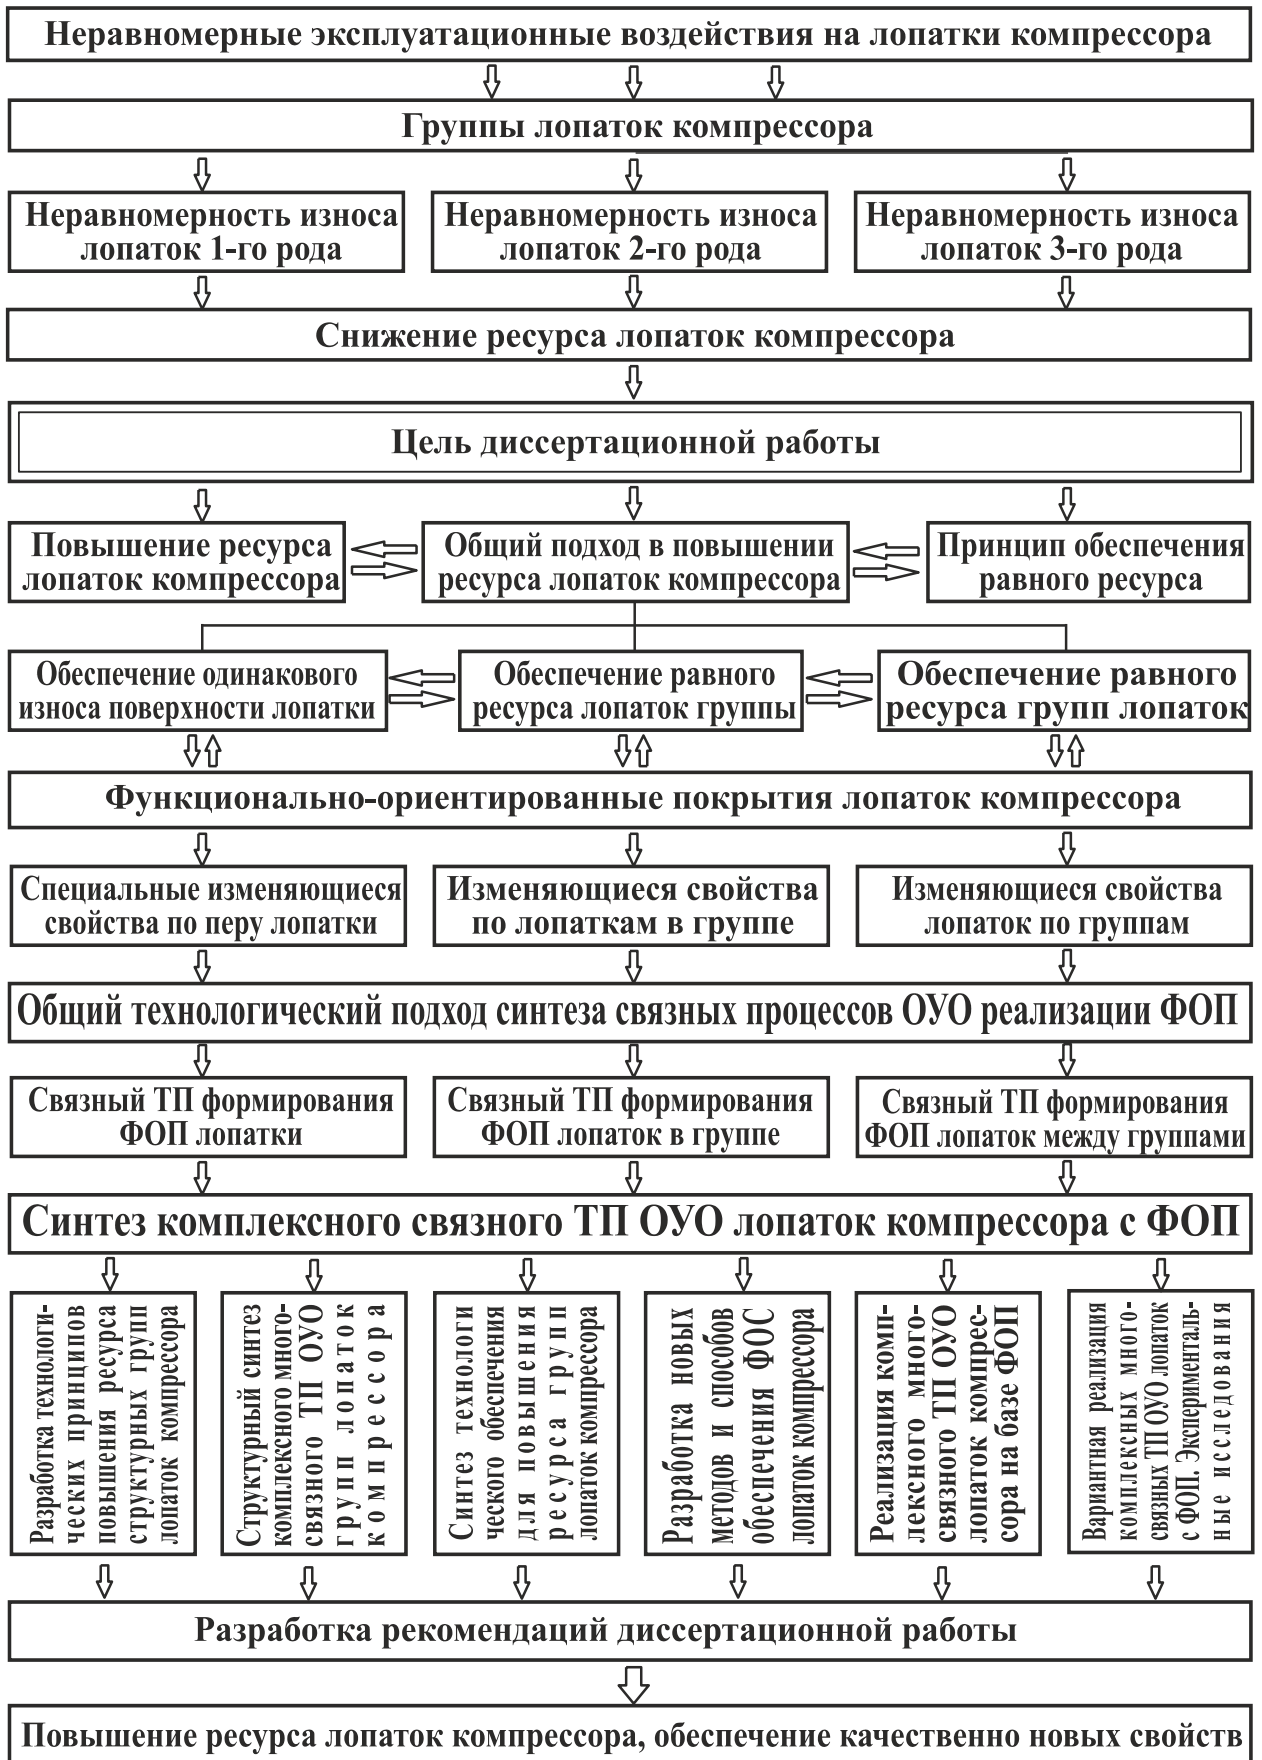 Неравномерные эксплуатационные воздействия на лопатки компрессора
Группы лопаток компрессора
Неравномерность износа
лопаток 1-го рода
Неравномерность износа
лопаток 2-го рода
Неравномерность износа
лопаток 3-го рода
Снижение ресурса лопаток компрессора
Цель диссертационной работы
Повышение ресурса
лопаток компрессора
Общий подход в повышении
ресурса лопаток компрессора
Принцип обеспечения
равного ресурса
Обеспечение одинакового
износа поверхности лопатки
Обеспечение равного
ресурса лопаток группы
Обеспечение равного
ресурса групп лопаток
Функционально-ориентированные покрытия лопаток компрессора
Специальные изменяющиеся
свойства по перу лопатки
Изменяющиеся свойства
по лопаткам в группе
Изменяющиеся свойства
лопаток по группам
Общий технологический подход синтеза связных процессов ОУО реализации ФОП
Связный ТП формирования
ФОП лопатки
Связный ТП формирования
ФОП лопаток в группе
Связный ТП формирования
ФОП лопаток между группами
Синтез комплексного связного ТП ОУО лопаток компрессора с ФОП
Разработка технологи-
ческих принципов
повышения ресурса
структурных групп
лопаток компрессора
Структурный синтез
комплексного много-
связного ТП ОУО
групп лопаток
компрессора
Синтез технологи
ческого обеспечения
для повышения
ресурса групп
лопаток компрессора
Разработка новых
методов и способов
обеспечения ФОС
лопаток компрессора
Реализация комп-
лексного много-
связного ТП ОУО
лопаток компрес-
сора на базе ФОП
Вариантная реализация
комплексных много-
связных ТП ОУО лопаток
с ФОП. Эксперименталь-
ные исследования
Разработка рекомендаций диссертационной работы
Повышение ресурса лопаток компрессора, обеспечение качественно новых свойств